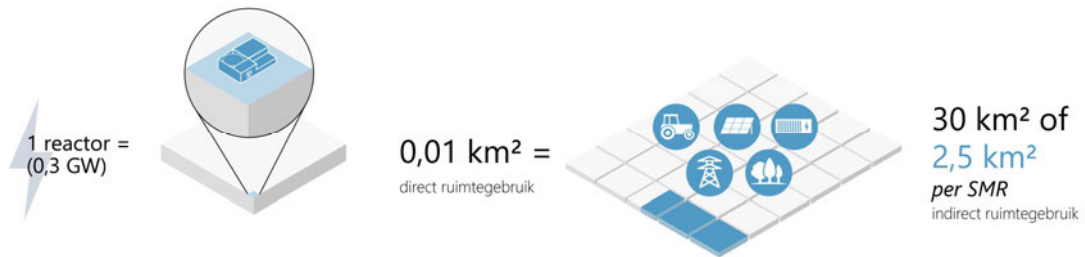 1 reactor =
(0,3 GW)
0,01 km² =
direct ruimtegebruik
30 km² of
2,5 km²
per SMR
indirect ruimtegebruik